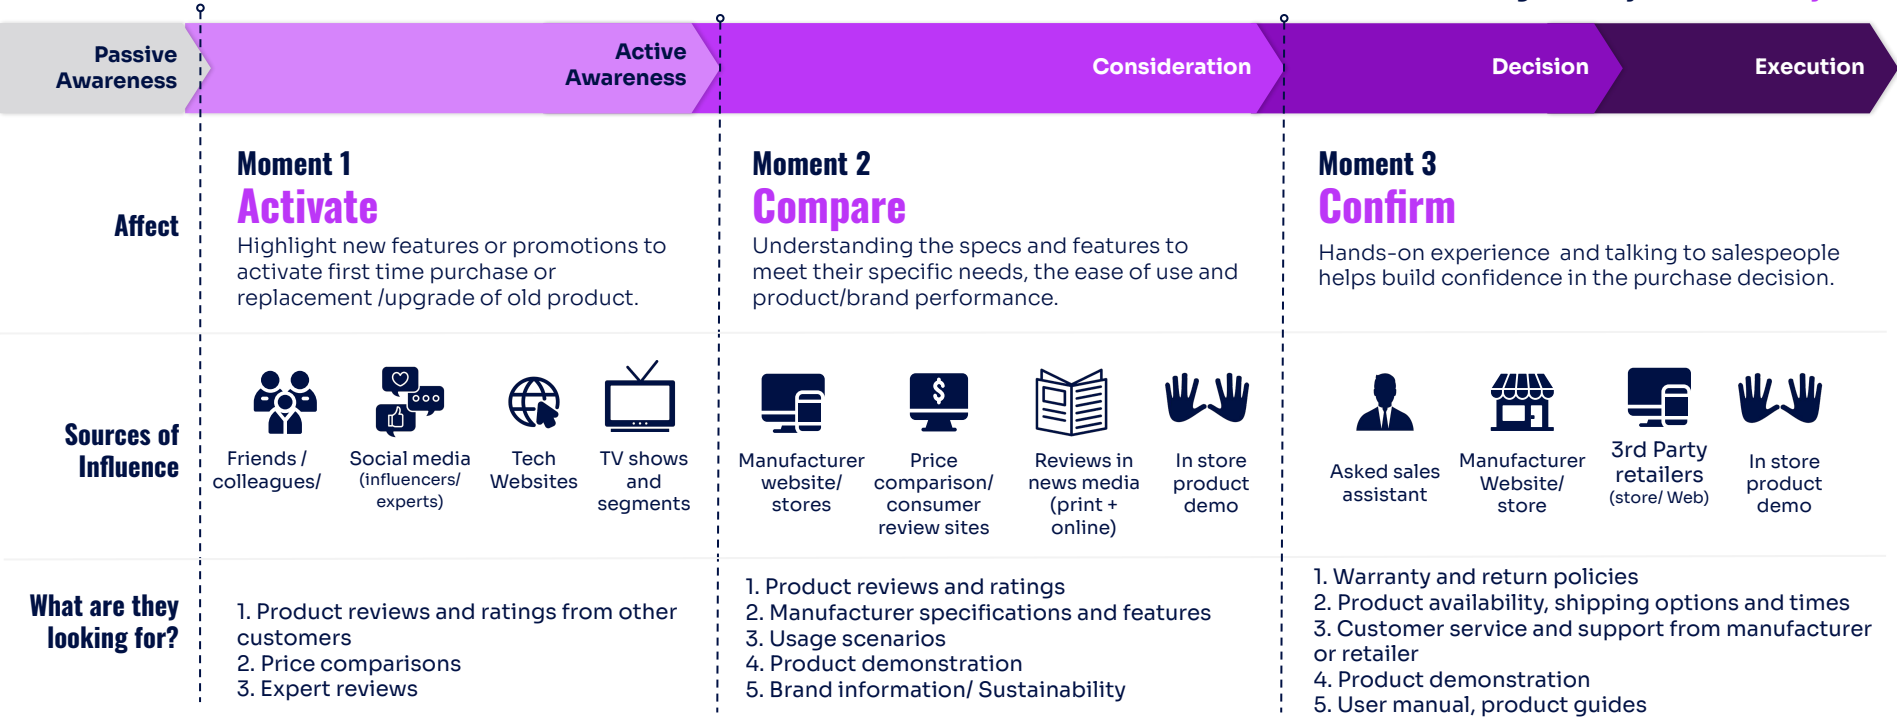 Passive
Awareness
Active
Awareness
Consideration
Decision
Execution
Affect
Moment 1
Activate
Highlight new features or promotions to
activate first time purchase or
replacement /upgrade of old product.
Moment 2
Compare
Understanding the specs and features to
meet their specific needs, the ease of use and
product/brand performance.
Moment 3
Confirm
Hands-on experience  and talking to salespeople
helps build confidence in the purchase decision.
Sources of
Influence
Friends /
colleagues/
Social media
(influencers/
experts)
Tech
Websites
TV shows
and
segments
Manufacturer
website/
stores
$
Price
comparison/
consumer
review sites
Reviews in
news media
(print +
online)
In store
product
demo
Asked sales
assistant
Manufacturer
Website/
store
3rd Party
retailers
(store/ Web)
In store
product
demo
What are they
looking for?
1. Product reviews and ratings from other
customers
2. Price comparisons
3. Expert reviews
1. Product reviews and ratings
2. Manufacturer specifications and features
3. Usage scenarios
4. Product demonstration
5. Brand information/ Sustainability
1. Warranty and return policies
2. Product availability, shipping options and times
3. Customer service and support from manufacturer
or retailer
4. Product demonstration
5. User manual, product guides